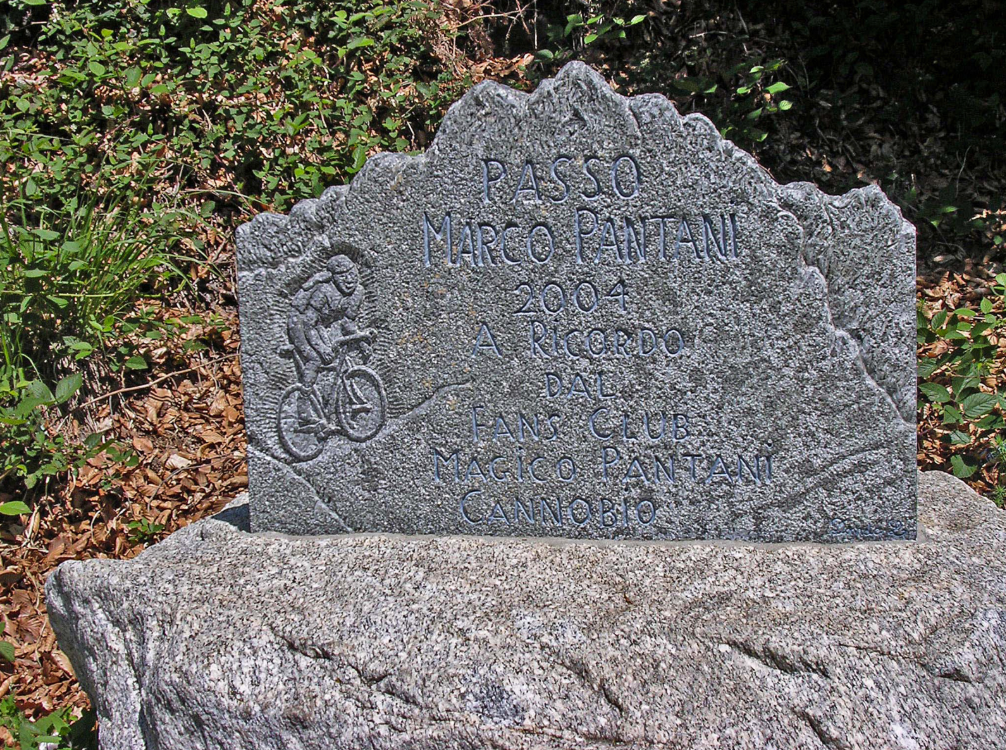 PASSO
MARCO PANTANI
2004
A RICORDO
DAL
FANS CLUB
MAGICO PANTANI
CANNOBIO